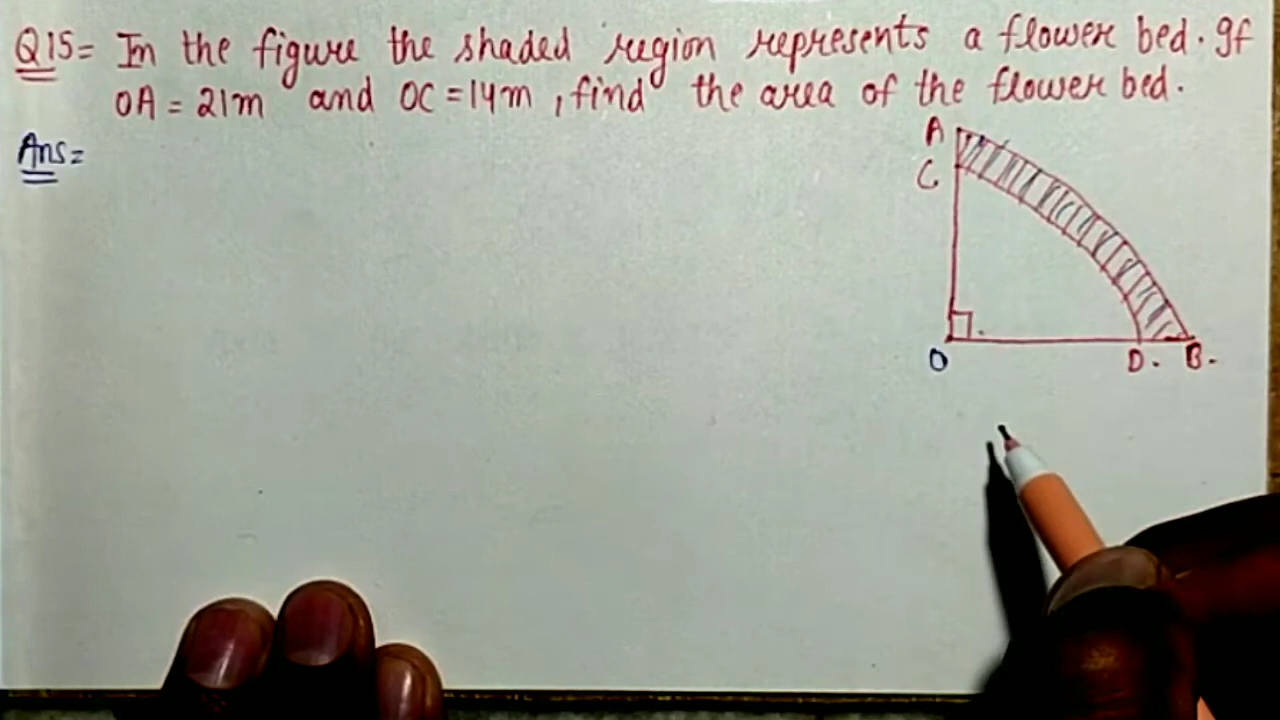 Q15= In the figure the shaded region represents a flower bed. If
OA = 21m and OC = 14m, find the area of the flower bed.
Ans=
A
C
O
D. B.